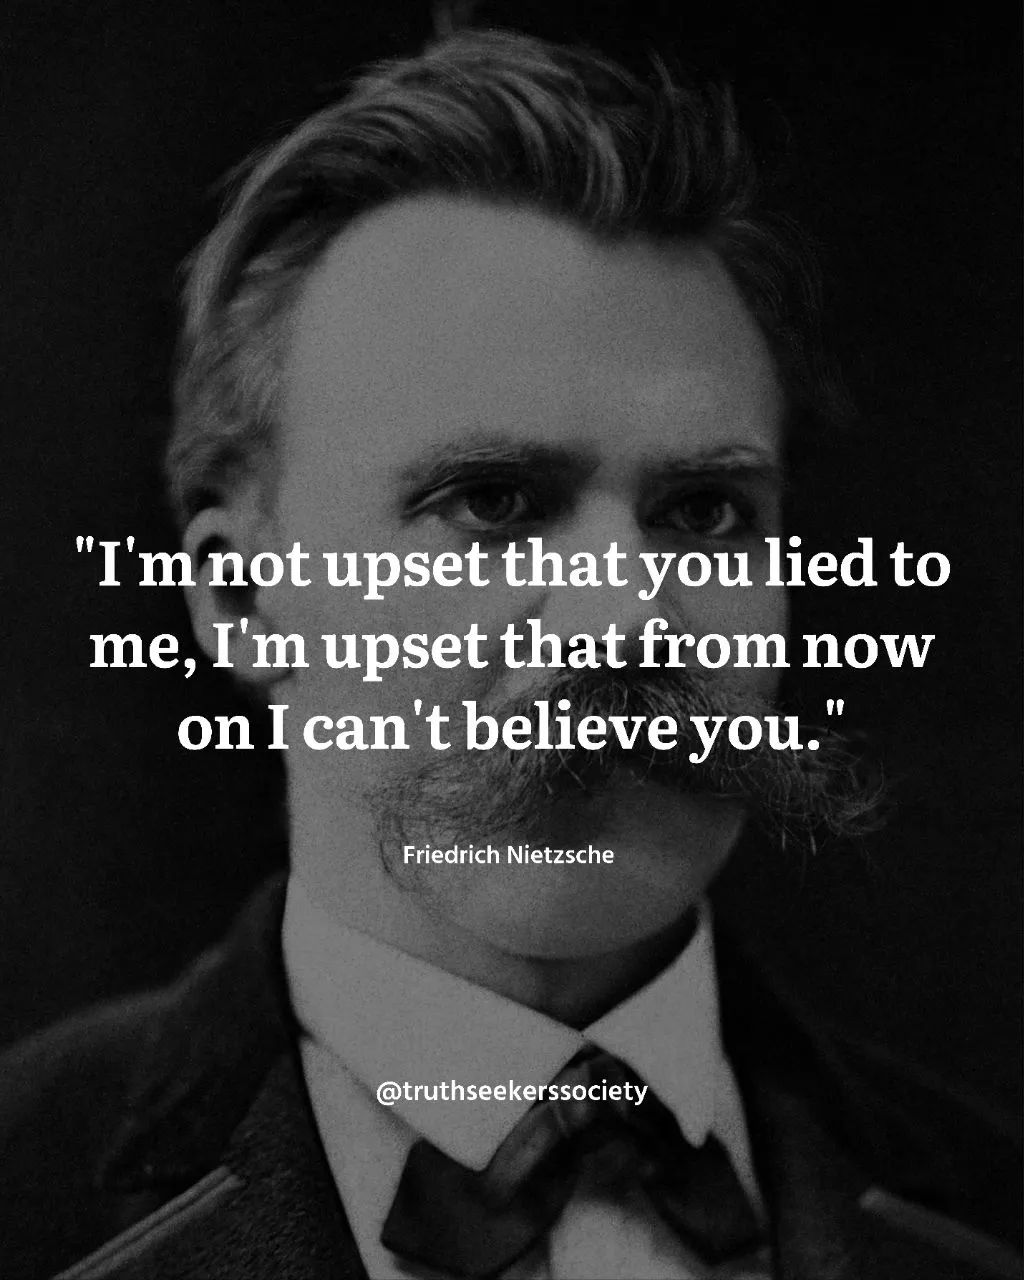 "I'm not upset that you lied to
me, I'm upset that from now
on I can't believe you."
Friedrich Nietzsche
@truthseekerssociety